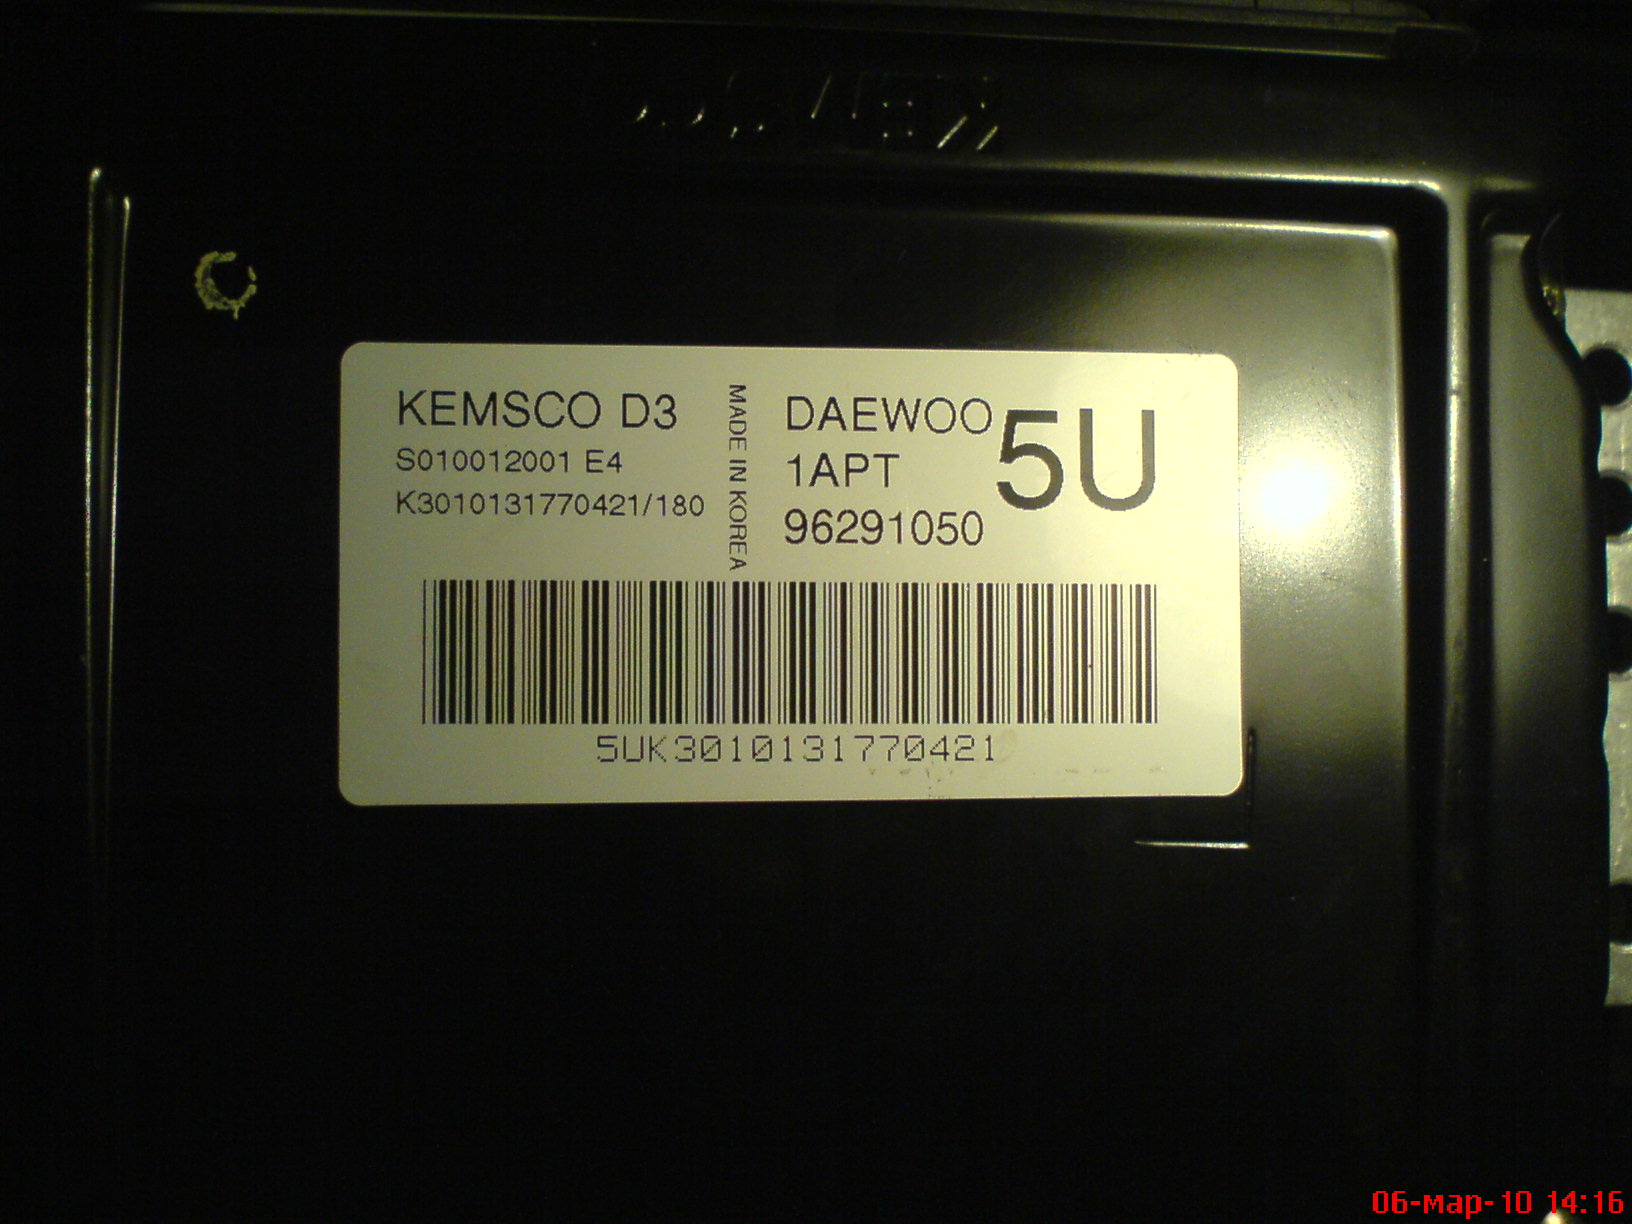 KEMSCO D3
S010012001 E4
K3010131770421/180
MADE IN KOREA
DAEWOO
1APT
96291050
5U
5UK3010131770421
06-мар-10 14:16